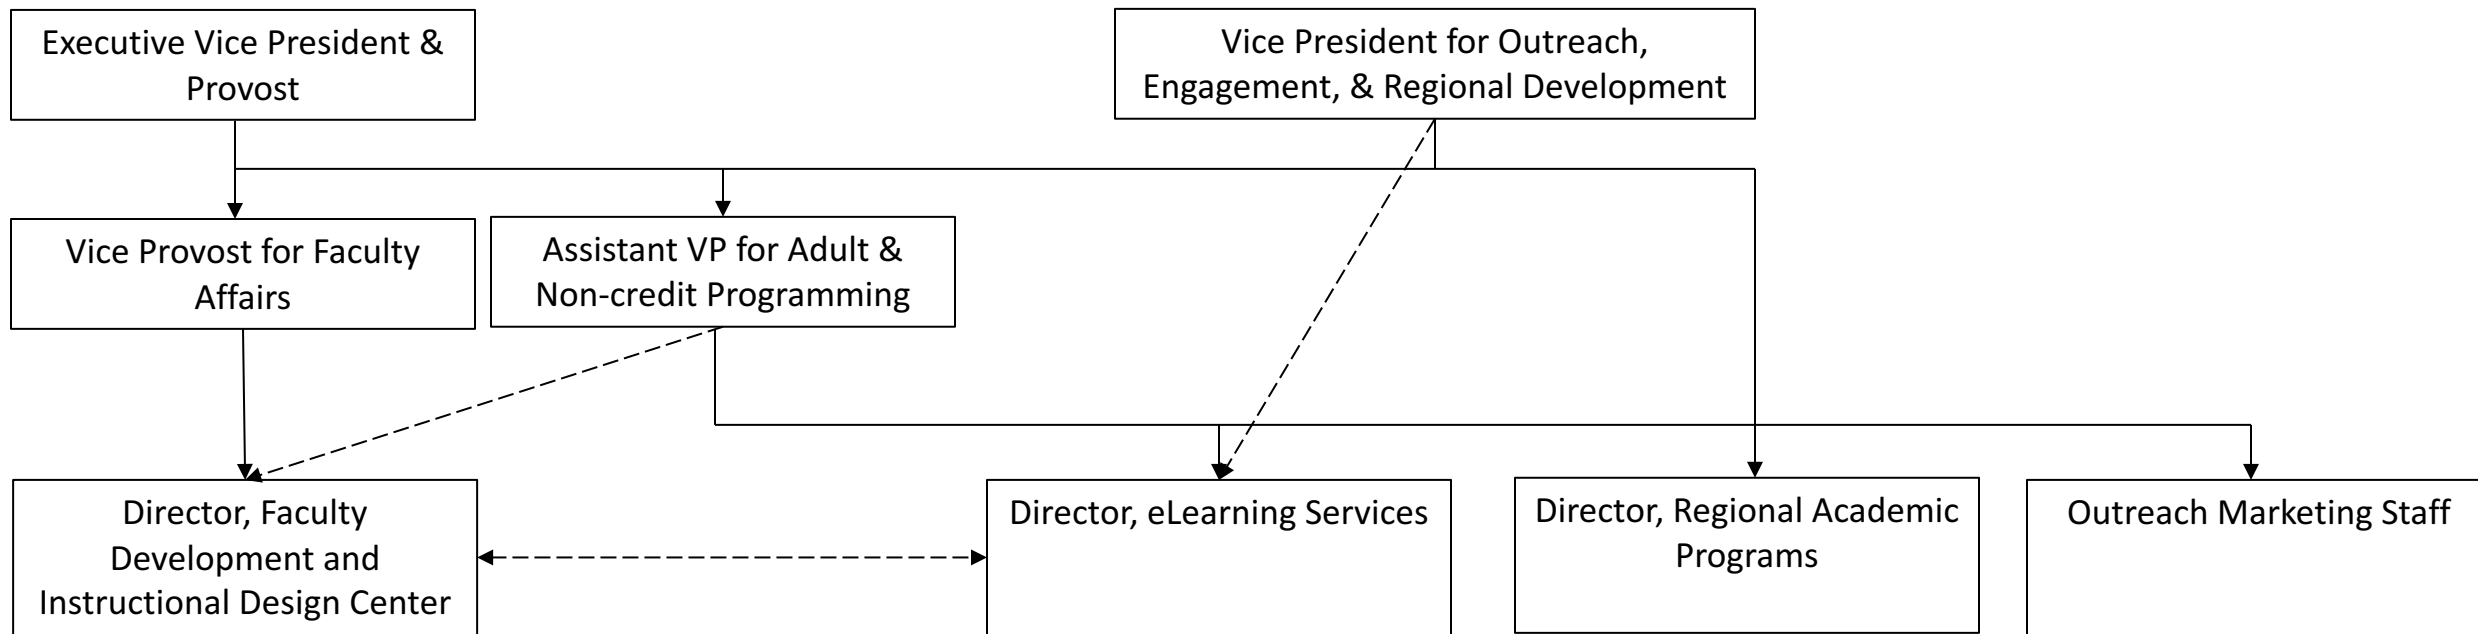 Executive Vice President &
Provost
Vice President for Outreach,
Engagement, & Regional Development
Vice Provost for Faculty
Affairs
Assistant VP for Adult &
Non-credit Programming
Director, Faculty
Development and
Instructional Design Center
Director, eLearning Services
Director, Regional Academic
Programs
Outreach Marketing Staff